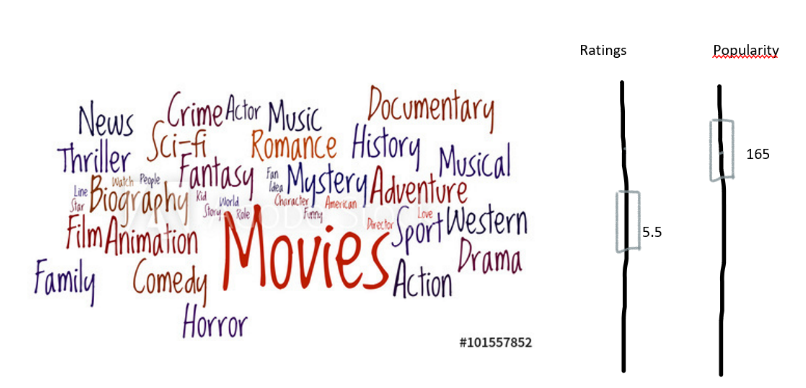 Ratings
Popularity
Crime Actor Music Documentary
News
Sci-fi Romance History
Thriller Fantasy Fan Idea Mystery Musical
Line Star Watch People Biography Kid World Character American Adventure
Story Role Funny Director Love
Film Animation Movies Sport Western
Family Comedy Action Drama
Horror
165
5.5
#101557852